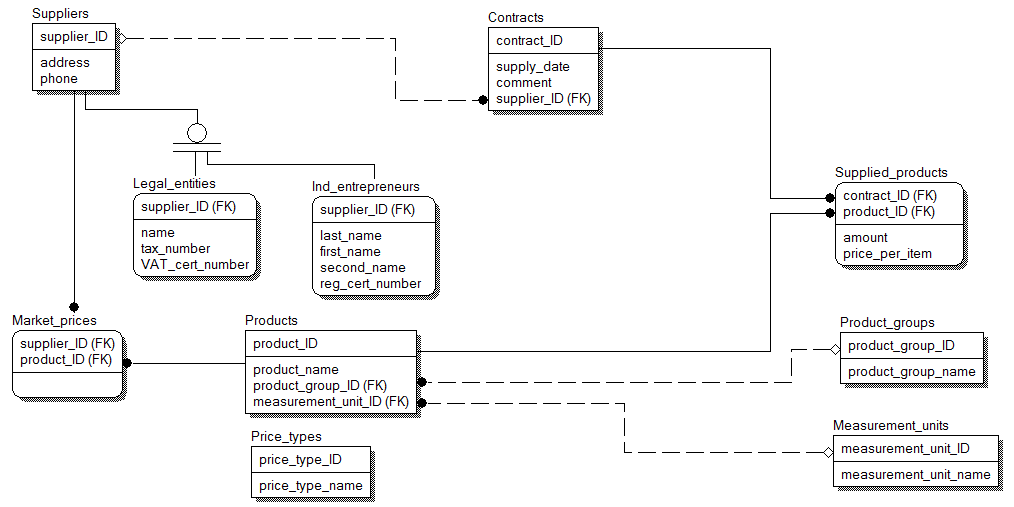 Suppliers
supplier_ID
address
phone
Contracts
contract_ID
supply_date
comment
supplier_ID (FK)
Legal_entities
supplier_ID (FK)
name
tax_number
VAT_cert_number
Ind_entrepreneurs
supplier_ID (FK)
last_name
first_name
second_name
reg_cert_number
Supplied_products
contract_ID (FK)
product_ID (FK)
amount
price_per_item
Market_prices
supplier_ID (FK)
product_ID (FK)
Products
product_ID
product_name
product_group_ID (FK)
measurement_unit_ID (FK)
Product_groups
product_group_ID
product_group_name
Price_types
price_type_ID
price_type_name
Measurement_units
measurement_unit_ID
measurement_unit_name